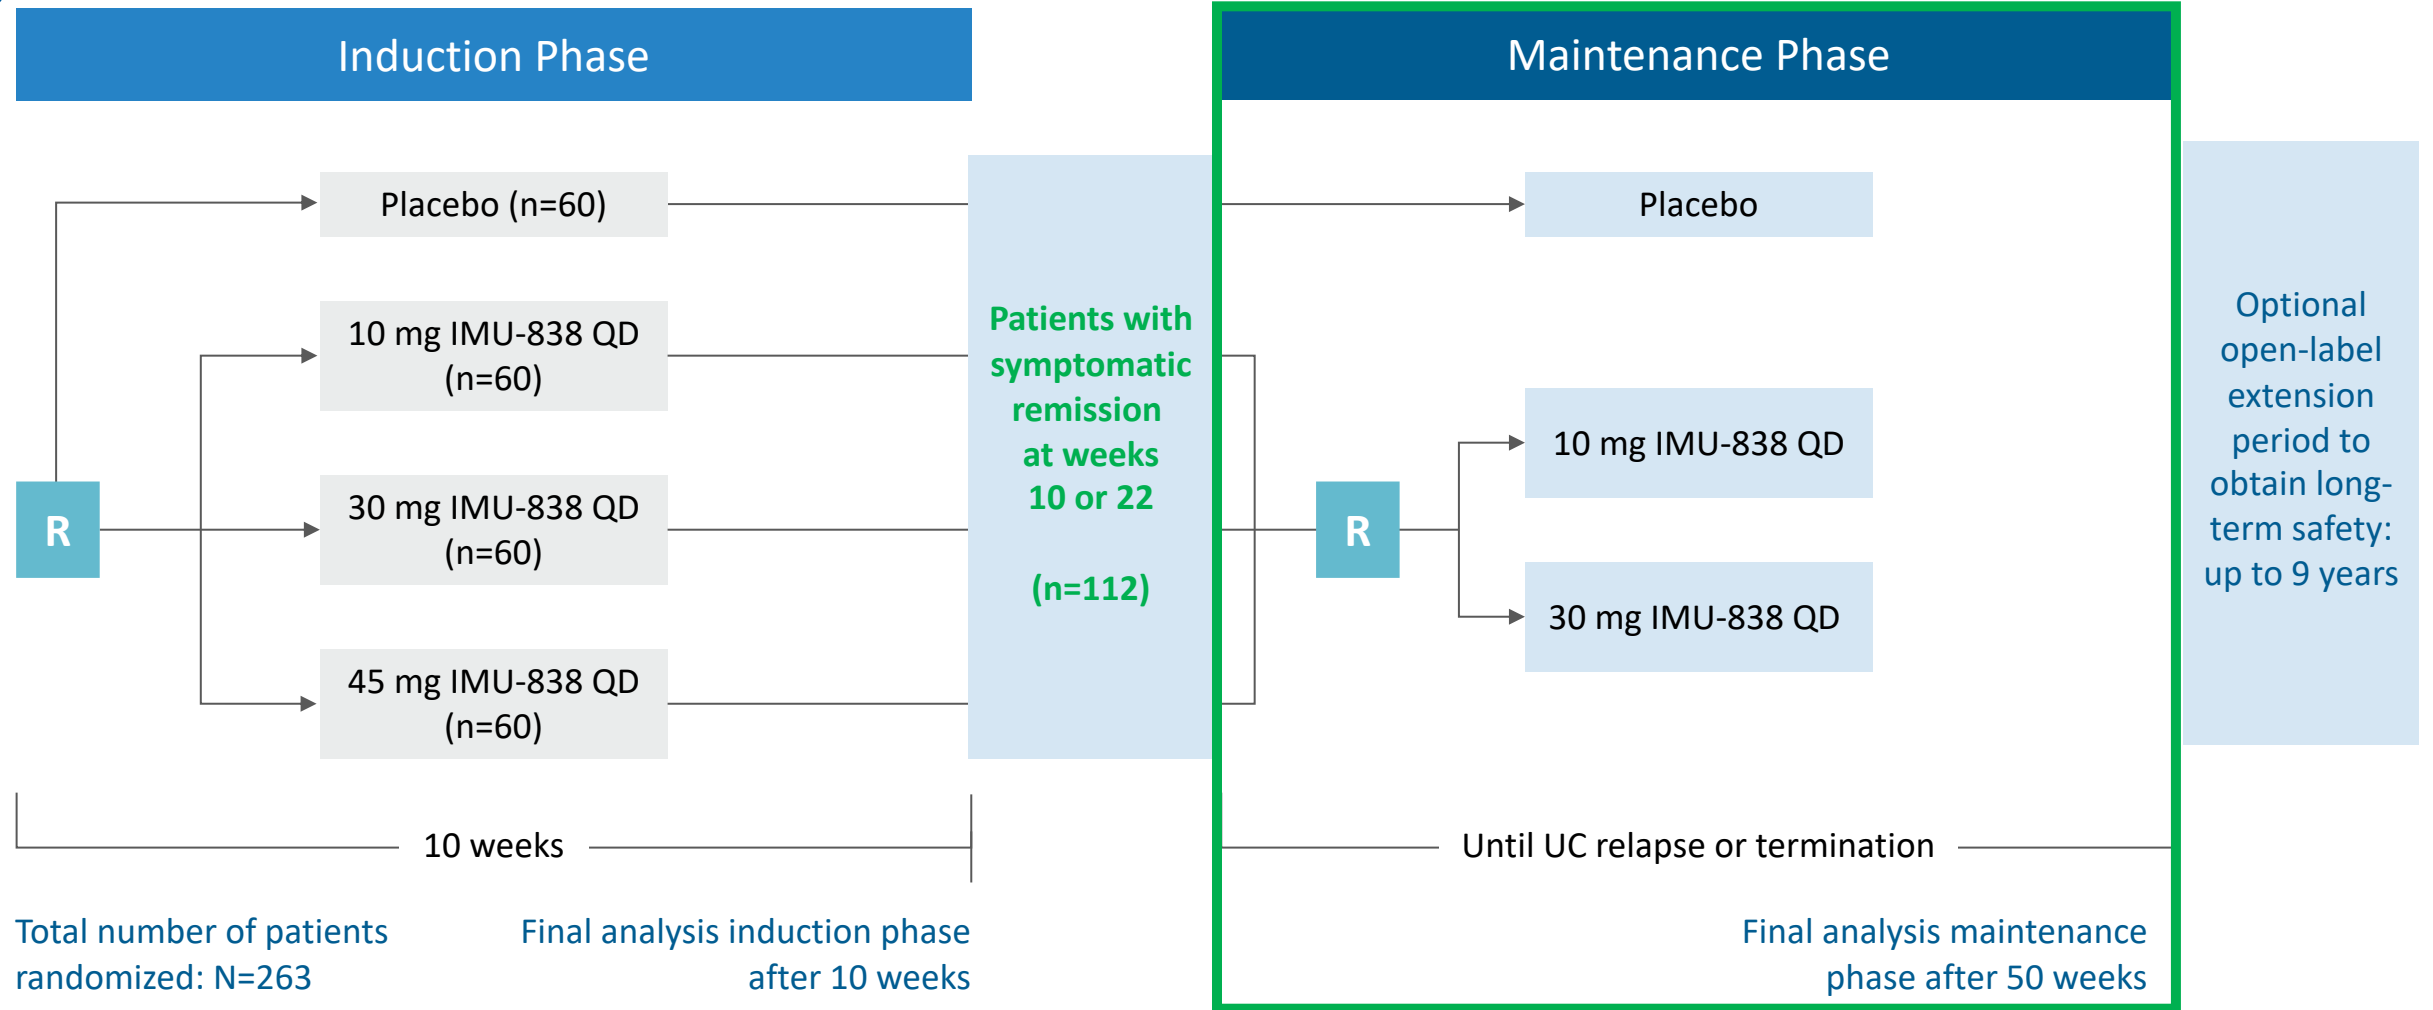 Induction Phase
Maintenance Phase
Placebo (n=60)
10 mg IMU-838 QD
(n=60)
R
30 mg IMU-838 QD
(n=60)
45 mg IMU-838 QD
(n=60)
Patients with
symptomatic
remission
at weeks
10 or 22
(n=112)
Placebo
R
10 mg IMU-838 QD
30 mg IMU-838 QD
Optional
open-label
extension
period to
obtain long-
term safety:
up to 9 years
10 weeks
Until UC relapse or termination
Total number of patients
randomized: N=263
Final analysis induction phase
after 10 weeks
Final analysis maintenance
phase after 50 weeks